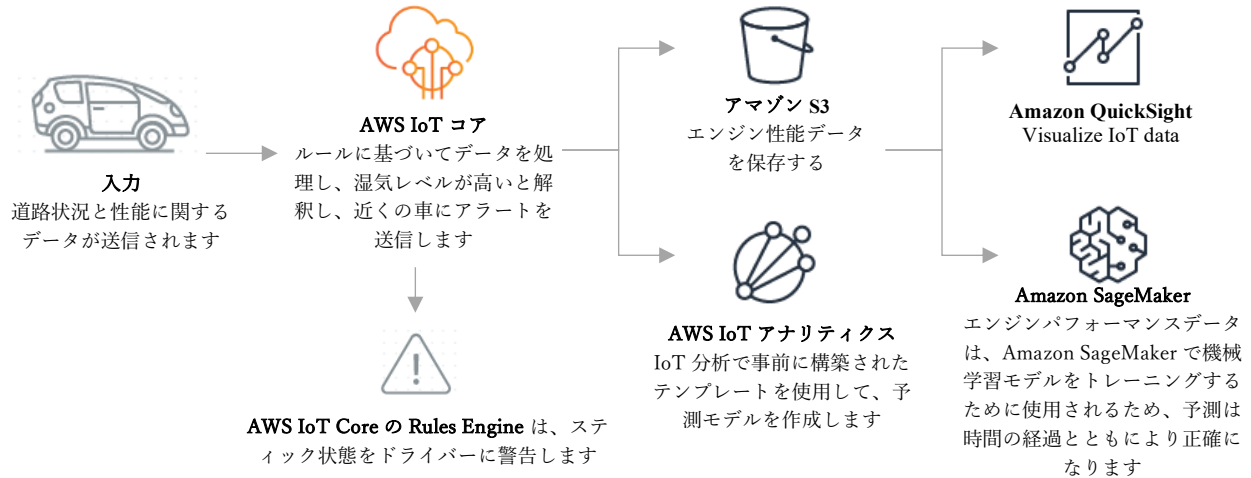 入力
道路状況と性能に関する
データが送信されます
AWS IoT コア
ルールに基づいてデータを処
理し、湿気レベルが高いと解
釈し、近くの車にアラートを
送信します
AWS IoT Core の Rules Engine は、ステ
ィック状態をドライバーに警告します
アマゾン S3
エンジン性能データ
を保存する
AWS IoT アナリティクス
IoT 分析で事前に構築された
テンプレートを使用して、予
測モデルを作成します
Amazon QuickSight
Visualize IoT data
Amazon SageMaker
エンジンパフォーマンスデータ
は、Amazon SageMaker で機械
学習モデルをトレーニングする
ために使用されるため、予測は
時間の経過とともにより正確に
なります